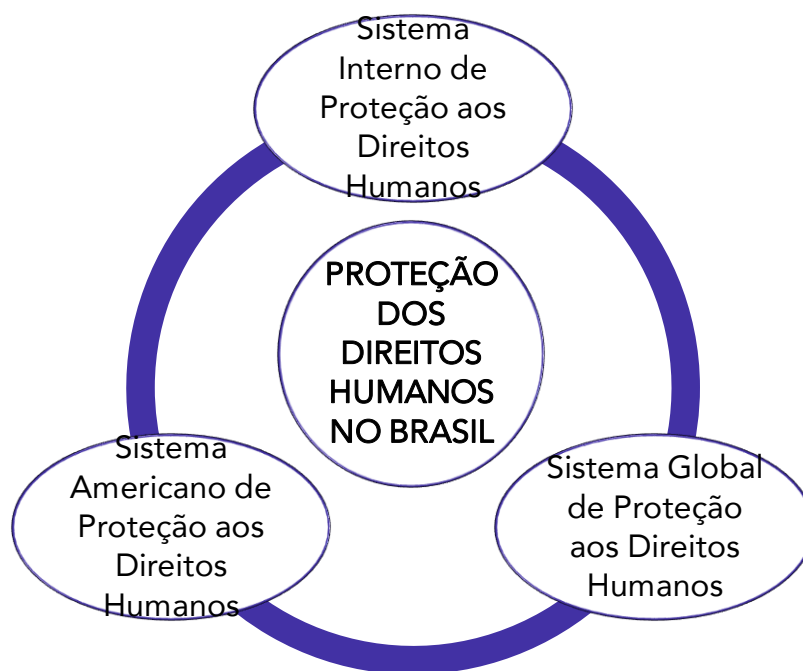 Sistema
Interno de
Proteção aos
Direitos
Humanos
PROTEÇÃO
DOS
DIREITOS
HUMANOS
NO BRASIL
Sistema
Americano de
Proteção aos
Direitos
Humanos
Sistema Global
de Proteção
aos Direitos
Humanos